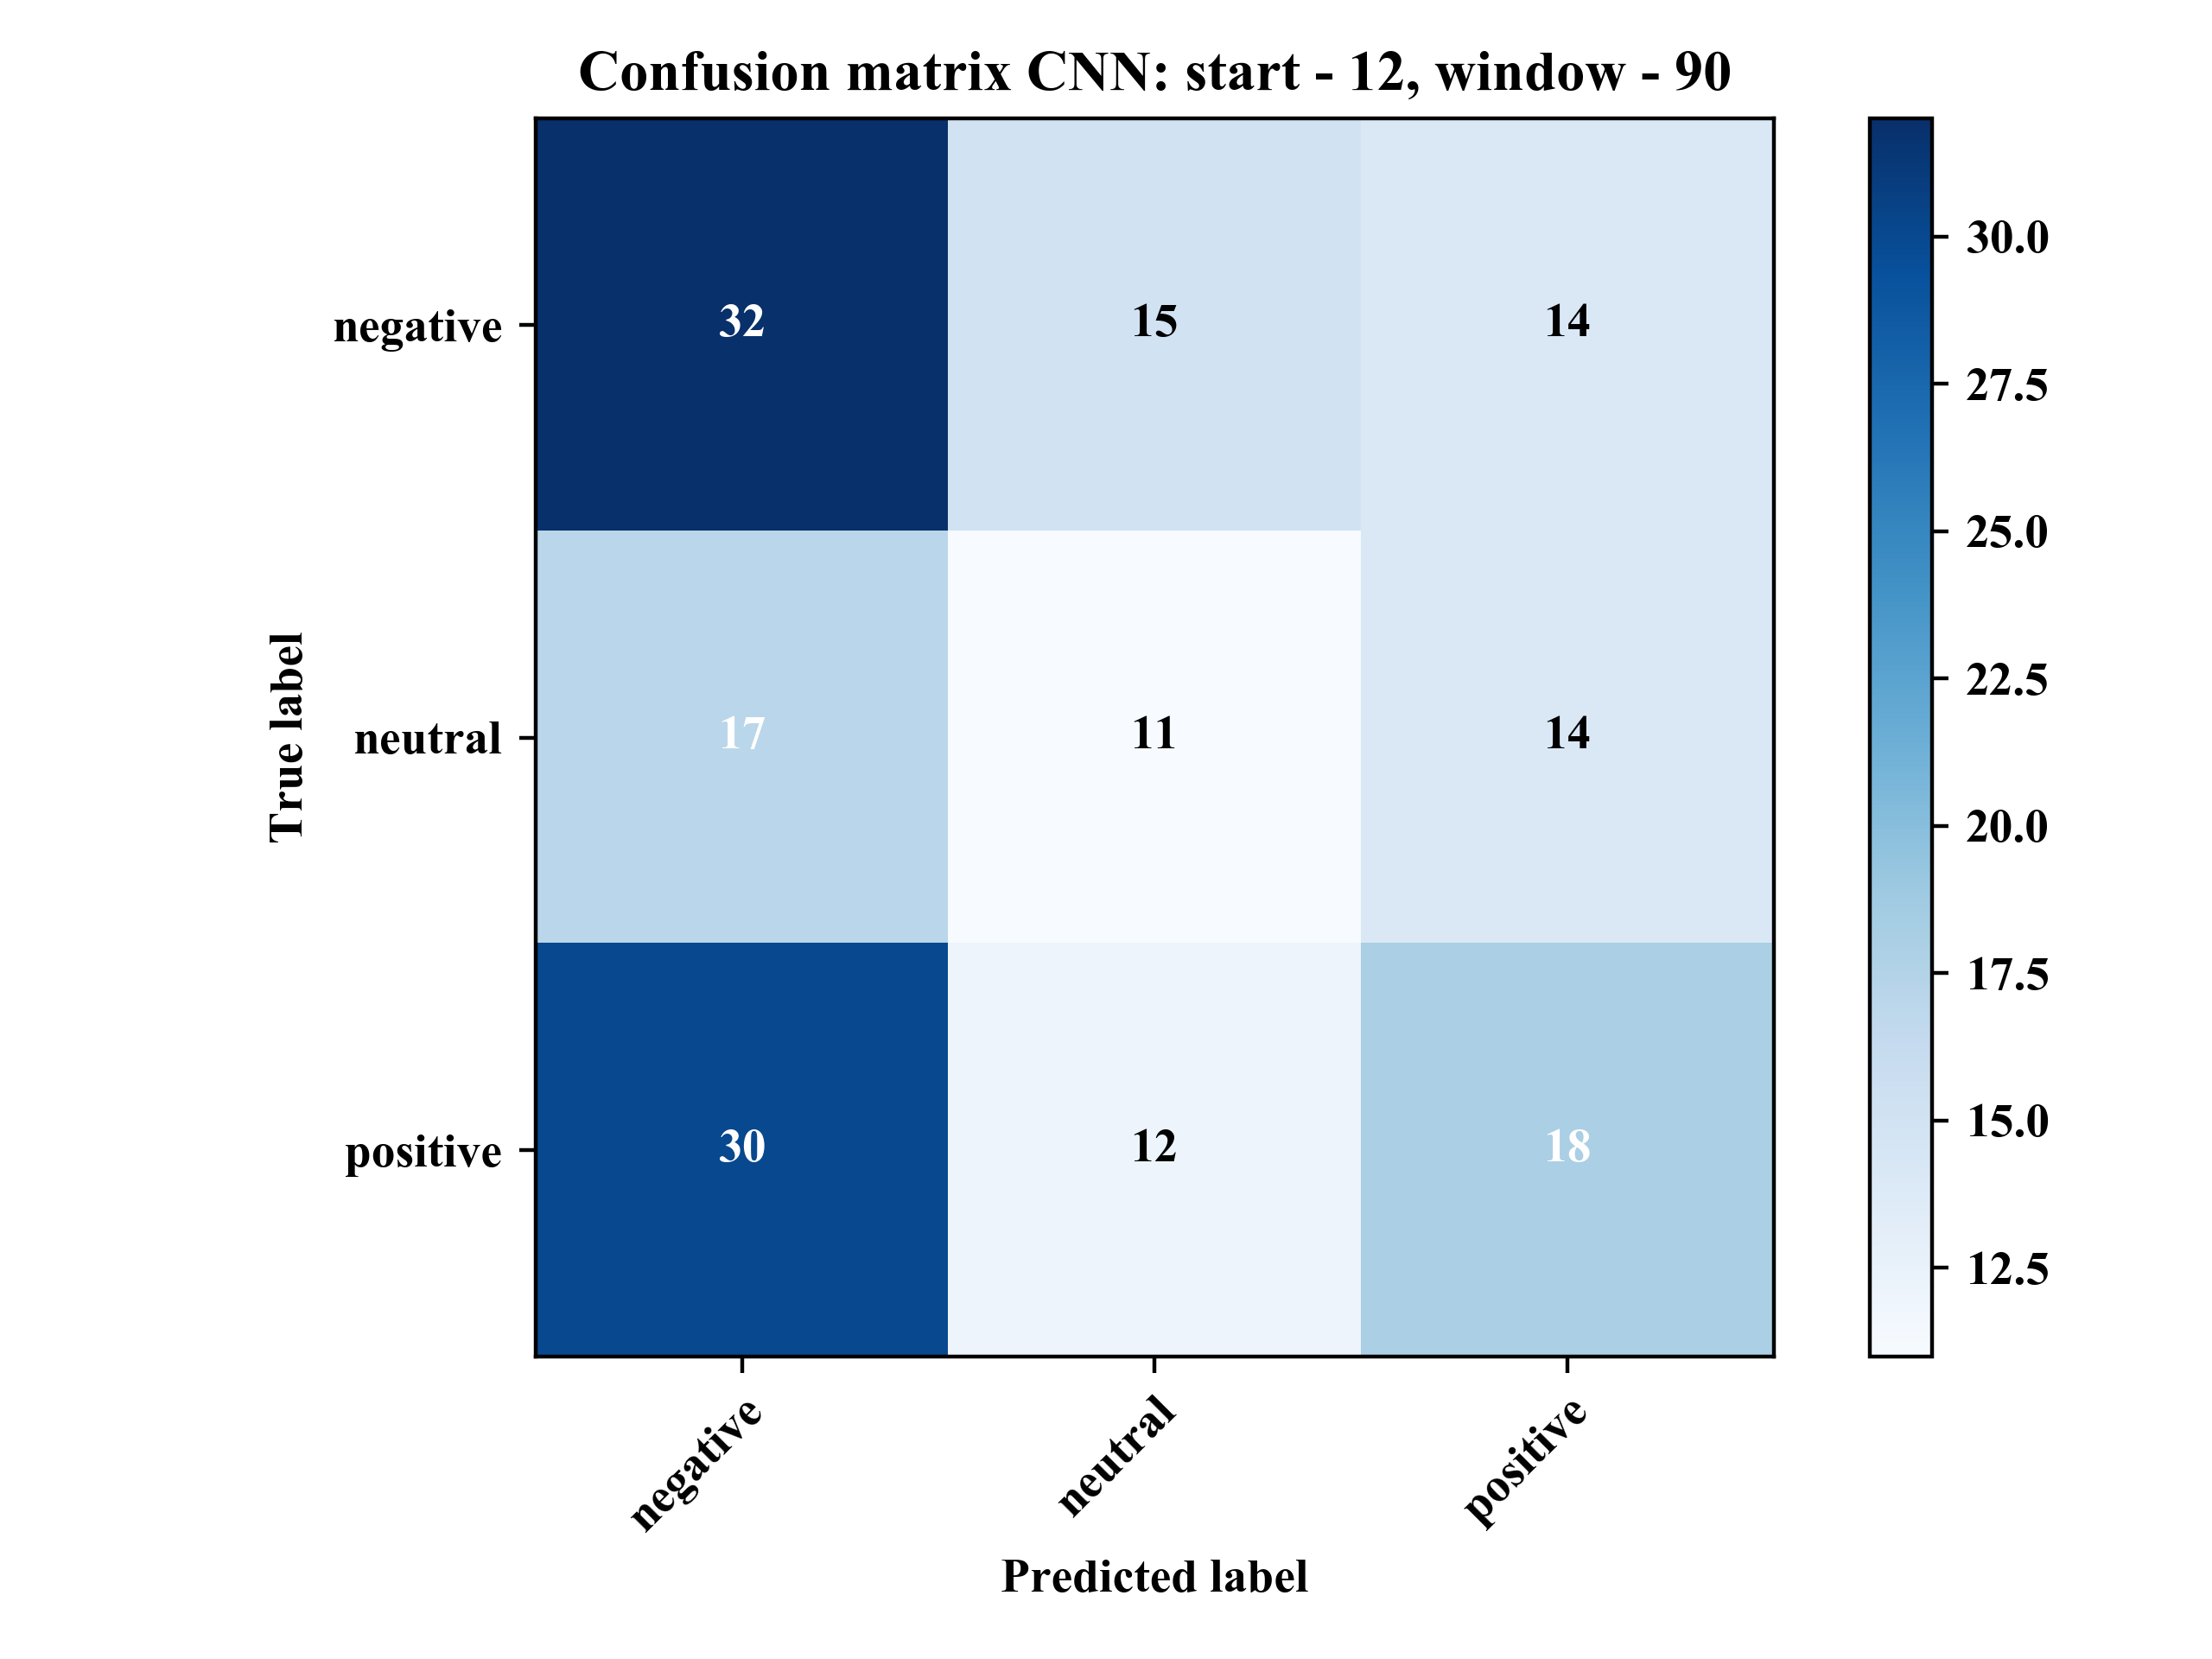 Confusion matrix CNN: start - 12, window - 90
negative
32
15
14
neutral
17
11
14
positive
30
12
18
True label
negative
neutral
positive
Predicted label
30.0
27.5
25.0
22.5
20.0
17.5
15.0
12.5